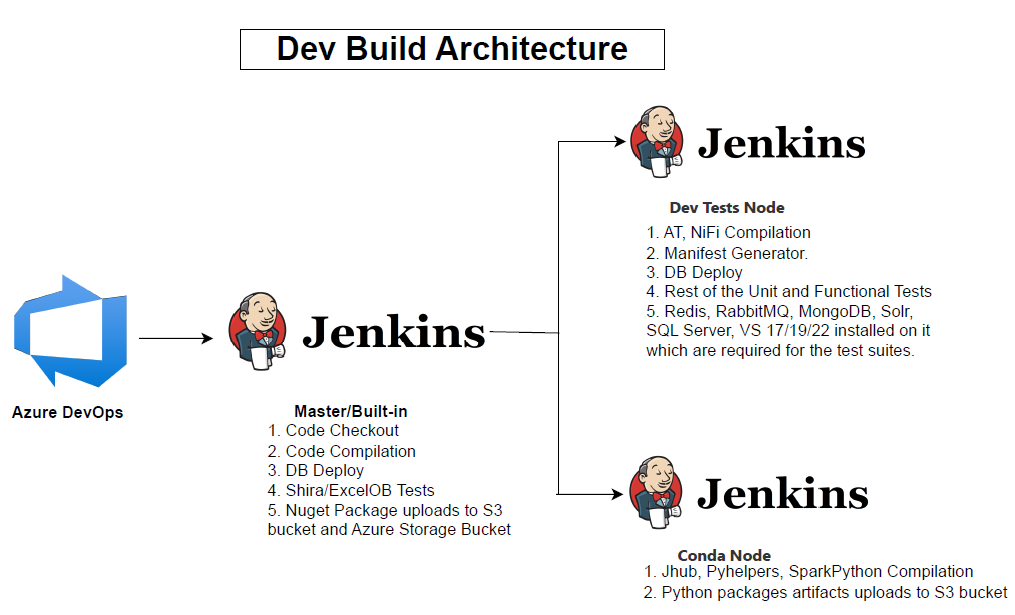 Dev Build Architecture
Azure DevOps
Jenkins
Master/Built-in
1. Code Checkout
2. Code Compilation
3. DB Deploy
4. Shira/ExcelOB Tests
5. Nuget Package uploads to S3
bucket and Azure Storage Bucket
Jenkins
Dev Tests Node
1. AT, NiFi Compilation
2. Manifest Generator.
3. DB Deploy
4. Rest of the Unit and Functional Tests
5. Redis, RabbitMQ, MongoDB, Solr,
SQL Server, VS 17/19/22 installed on it
which are required for the test suites.
Jenkins
Conda Node
1. Jhub, Pyhelpers, SparkPython Compilation
2. Python packages artifacts uploads to S3 bucket